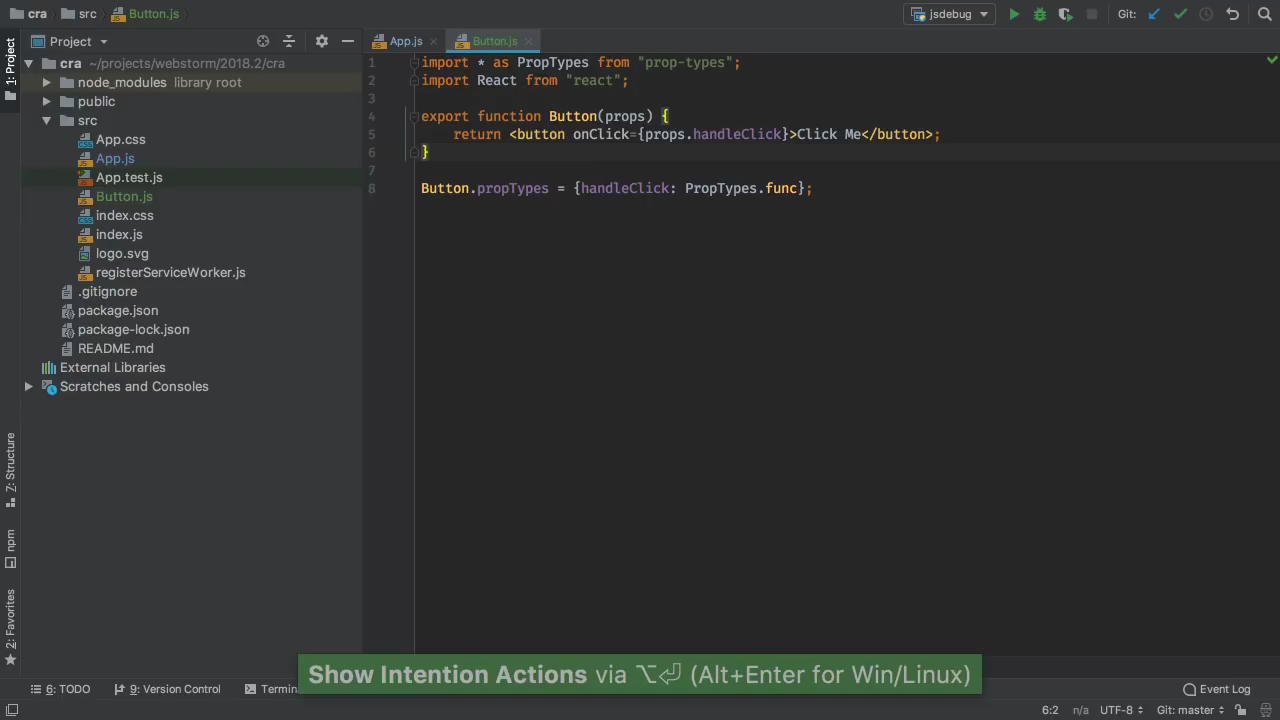 cra
src
Button.js
jsdebug
Git:
1: Project
Project
App.js
Button.js
cra ~/projects/webstorm/2018.2/cra
node_modules library root
public
src
App.css
App.js
App.test.js
Button.js
index.css
index.js
logo.svg
registerServiceWorker.js
.gitignore
package.json
package-lock.json
README.md
External Libraries
Scratches and Consoles
1 import * as PropTypes from "prop-types";
2 import React from "react";
3
4 export function Button(props) {
5 return <button onClick={props.handleClick}>Click Me</button>;
6 }
7
8 Button.propTypes = {handleClick: PropTypes.func};
7: Structure
npm
2: Favorites
Show Intention Actions via ⌥⏎ (Alt+Enter for Win/Linux)
6: TODO
9: Version Control
Termin
Event Log
6:2 n/a UTF-8 Git: master